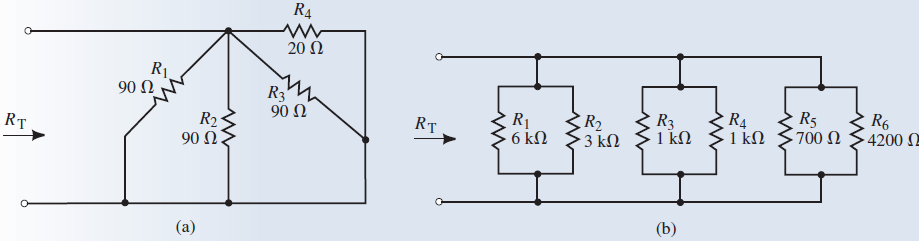 R4
20 Ω
R1
90 Ω
R2
90 Ω
R3
90 Ω
RT
(a)
RT
R1
6 kΩ
R2
3 kΩ
R3
1 kΩ
R4
1 kΩ
R5
700 Ω
R6
4200 Ω
(b)